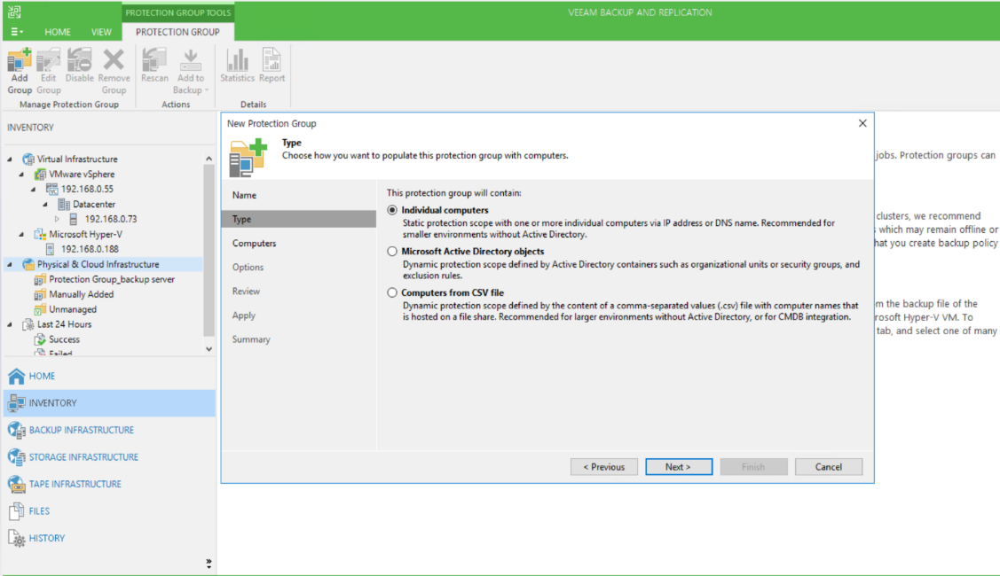 PROTECTION GROUP TOOLS
VEEAM BACKUP AND REPLICATION
HOME VIEW PROTECTION GROUP
Add Group
Edit Group
Disable
Remove Group
Rescan
Add to Backup
Statistics
Report
Manage Protection Group
Actions
Details
INVENTORY
Virtual Infrastructure
VMware vSphere
192.168.0.55
Datacenter
192.168.0.73
Microsoft Hyper-V
192.168.0.188
Physical & Cloud Infrastructure
Protection Group_backup server
Manually Added
Unmanaged
Last 24 Hours
Success
Failed
HOME
INVENTORY
BACKUP INFRASTRUCTURE
STORAGE INFRASTRUCTURE
TAPE INFRASTRUCTURE
FILES
HISTORY
New Protection Group
Type
Choose how you want to populate this protection group with computers.
Name
Type
Computers
Options
Review
Apply
Summary
This protection group will contain:
Individual computers
Static protection scope with one or more individual computers via IP address or DNS name. Recommended for
smaller environments without Active Directory.
Microsoft Active Directory objects
Dynamic protection scope defined by Active Directory containers such as organizational units or security groups, and
exclusion rules.
Computers from CSV file
Dynamic protection scope defined by the content of a comma-separated values (.csv) file with computer names that
is hosted on a file share. Recommended for larger environments without Active Directory, or for CMDB integration.
< Previous
Next >
Finish
Cancel
jobs. Protection groups can
clusters, we recommend
which may remain offline or
hat you create backup policy
m the backup file of the
rosoft Hyper-V VM. To
tab, and select one of many